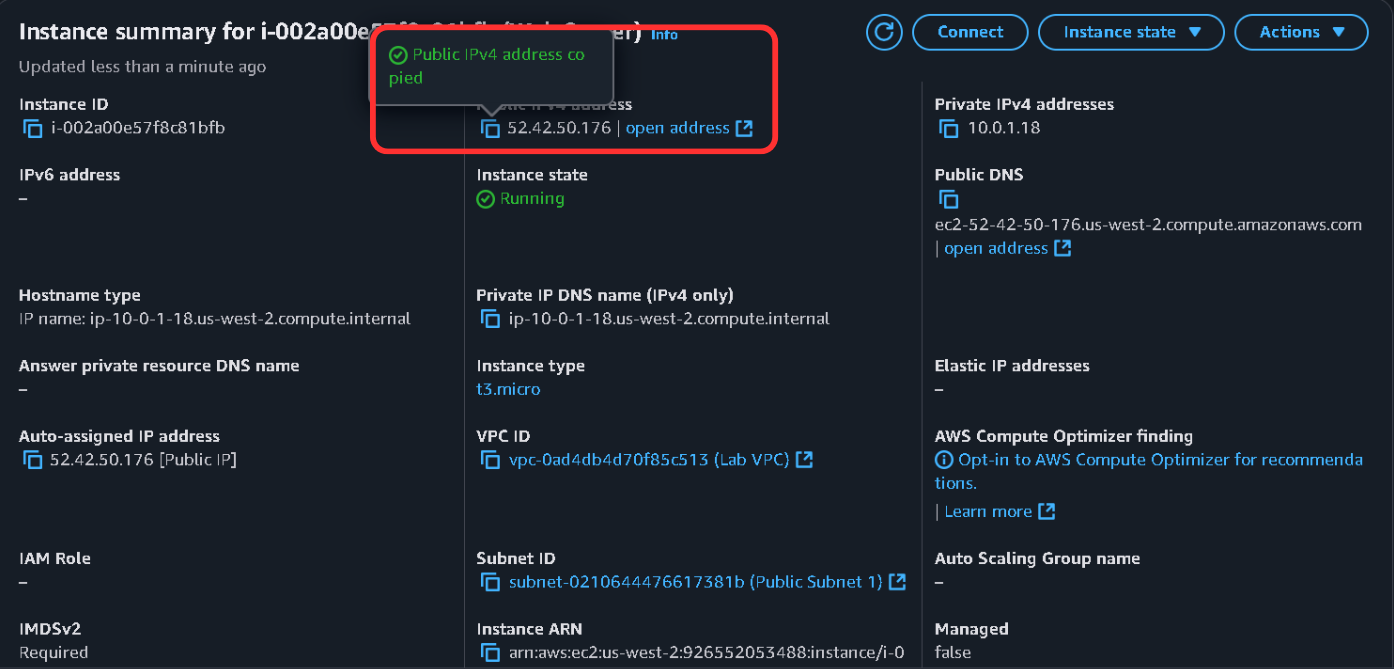 Instance summary for i-002a00e
er) Info
Connect
Instance state
Actions
Updated less than a minute ago
Public IPv4 address co
pied
Instance ID
i-002a00e57f8c81bfb
address
52.42.50.176 | open address
Private IPv4 addresses
10.0.1.18
IPv6 address
–
Instance state
Running
Public DNS
ec2-52-42-50-176.us-west-2.compute.amazonaws.com
| open address
Hostname type
IP name: ip-10-0-1-18.us-west-2.compute.internal
Private IP DNS name (IPv4 only)
ip-10-0-1-18.us-west-2.compute.internal
Answer private resource DNS name
–
Instance type
t3.micro
Elastic IP addresses
–
Auto-assigned IP address
52.42.50.176 [Public IP]
VPC ID
vpc-0ad4db4d70f85c513 (Lab VPC)
AWS Compute Optimizer finding
Opt-in to AWS Compute Optimizer for recommenda
tions.
| Learn more
IAM Role
–
Subnet ID
subnet-0210644476617381b (Public Subnet 1)
Auto Scaling Group name
–
IMDSv2
Required
Instance ARN
arn:aws:ec2:us-west-2:926552053488:instance/i-0
Managed
false